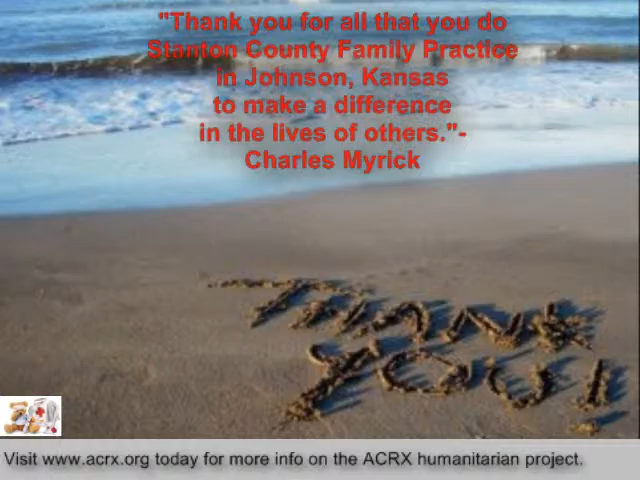 "Thank you for all that you do
Stanton County Family Practice
in Johnson, Kansas
to make a difference
in the lives of others."-
Charles Myrick
THANK
YOU!
Visit www.acrx.org today for more info on the ACRX humanitarian project.